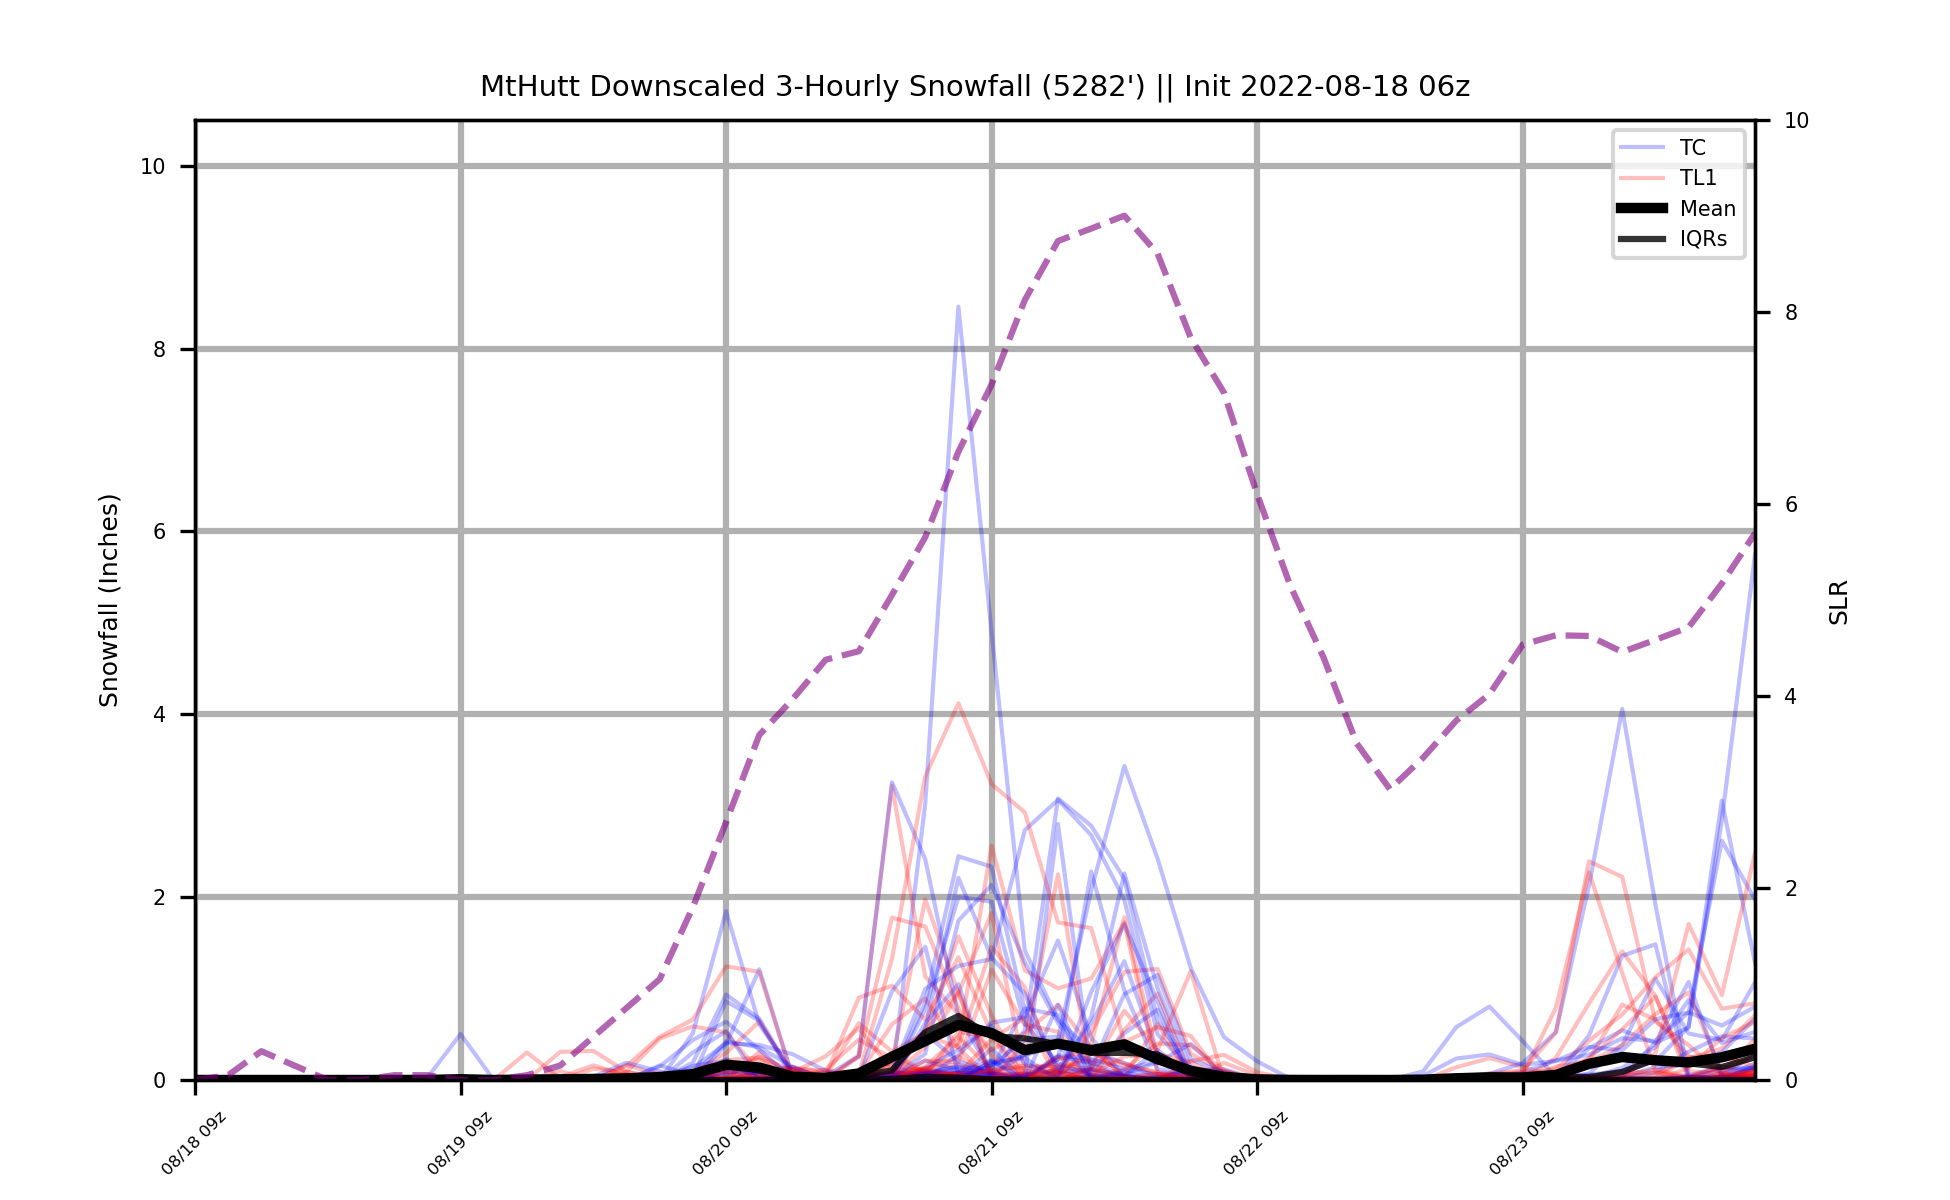 MtHutt Downscaled 3-Hourly Snowfall (5282') || Init 2022-08-18 06z
TC
TL1
Mean
IQRs
Snowfall (Inches)
10
8
6
4
2
0
10
8
6
4
2
0
SLR
08/18 09z
08/19 09z
08/20 09z
08/21 09z
08/22 09z
08/23 09z